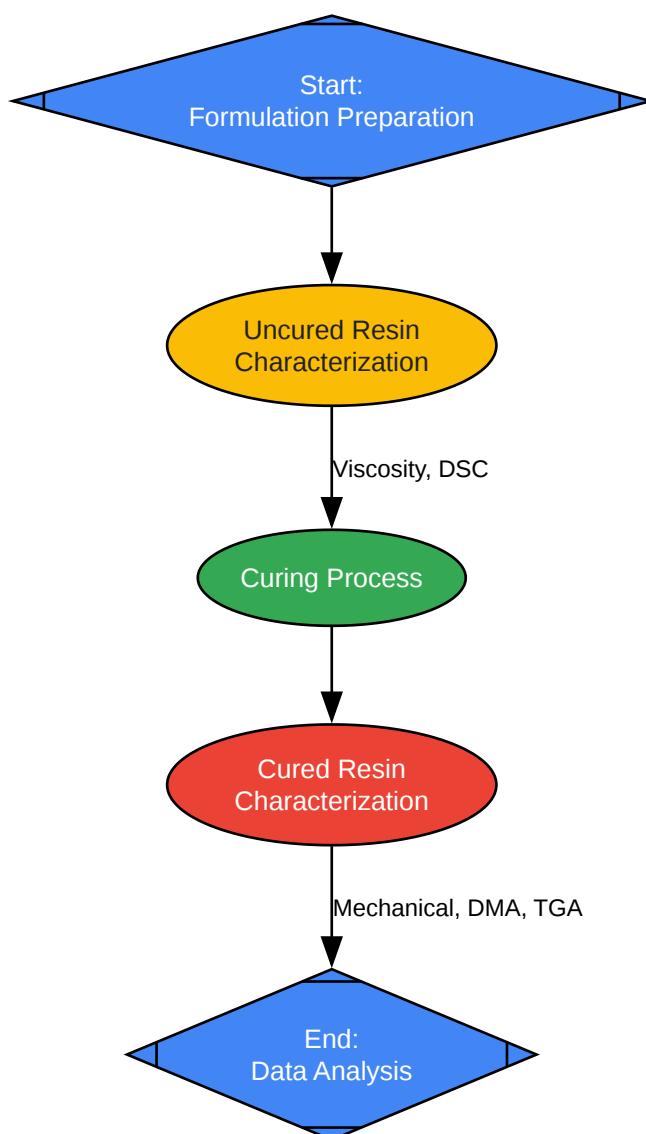 Start:
Formulation Preparation
Uncured Resin
Characterization
Viscosity, DSC
Curing Process
Cured Resin
Characterization
Mechanical, DMA, TGA
End:
Data Analysis